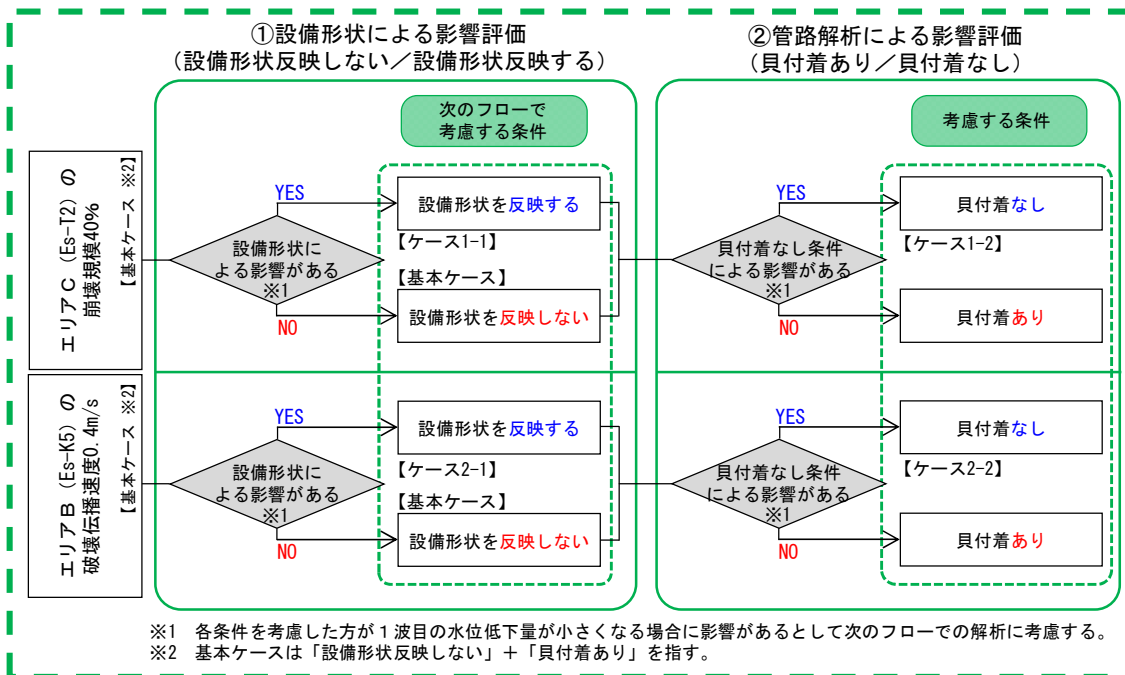 ①設備形状による影響評価
（設備形状反映しない／設備形状反映する）
②管路解析による影響評価
（貝付着あり／貝付着なし）
次のフローで
考慮する条件
考慮する条件
エリアＣ（Es-T2）の
崩壊規模40%
【基本ケース ※2】
設備形状に
よる影響がある
※1
YES
設備形状を反映する
【ケース1-1】
【基本ケース】
NO
設備形状を反映しない
貝付着なし条件
による影響がある
※1
YES
貝付着なし
【ケース1-2】
NO
貝付着あり
エリアＢ（Es-K5）の
破壊伝播速度0.4m/s
【基本ケース ※2】
設備形状に
よる影響がある
※1
YES
設備形状を反映する
【ケース2-1】
【基本ケース】
NO
設備形状を反映しない
貝付着なし条件
による影響がある
※1
YES
貝付着なし
【ケース2-2】
NO
貝付着あり
※1　各条件を考慮した方が１波目の水位低下量が小さくなる場合に影響があるとして次のフローでの解析に考慮する。
※2　基本ケースは「設備形状反映しない」＋「貝付着あり」を指す。